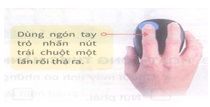 Dùng ngón tay
trỏ nhấn nút
trái chuột một
lần rồi thả ra.